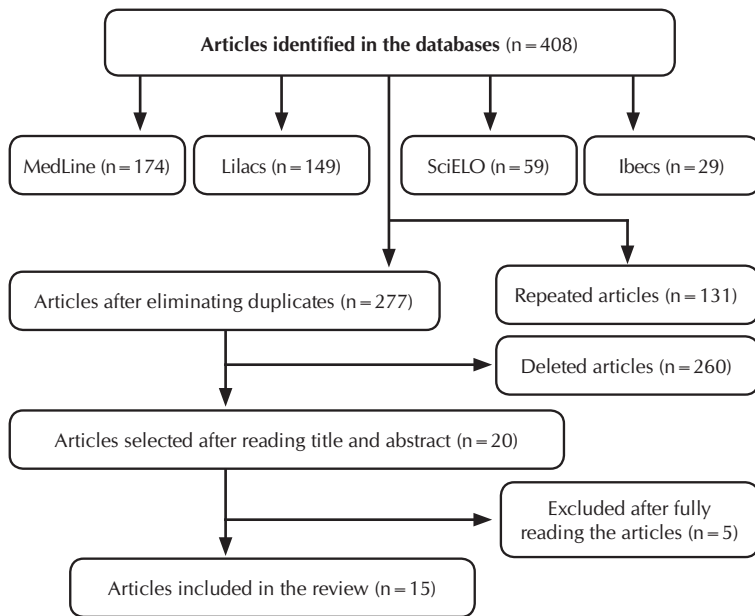 Articles identified in the databases (n=408)
MedLine (n=174)
Lilacs (n=149)
SciELO (n=59)
Ibecs (n=29)
Articles after eliminating duplicates (n=277)
Repeated articles (n=131)
Deleted articles (n=260)
Articles selected after reading title and abstract (n=20)
Excluded after fully
reading the articles (n=5)
Articles included in the review (n=15)